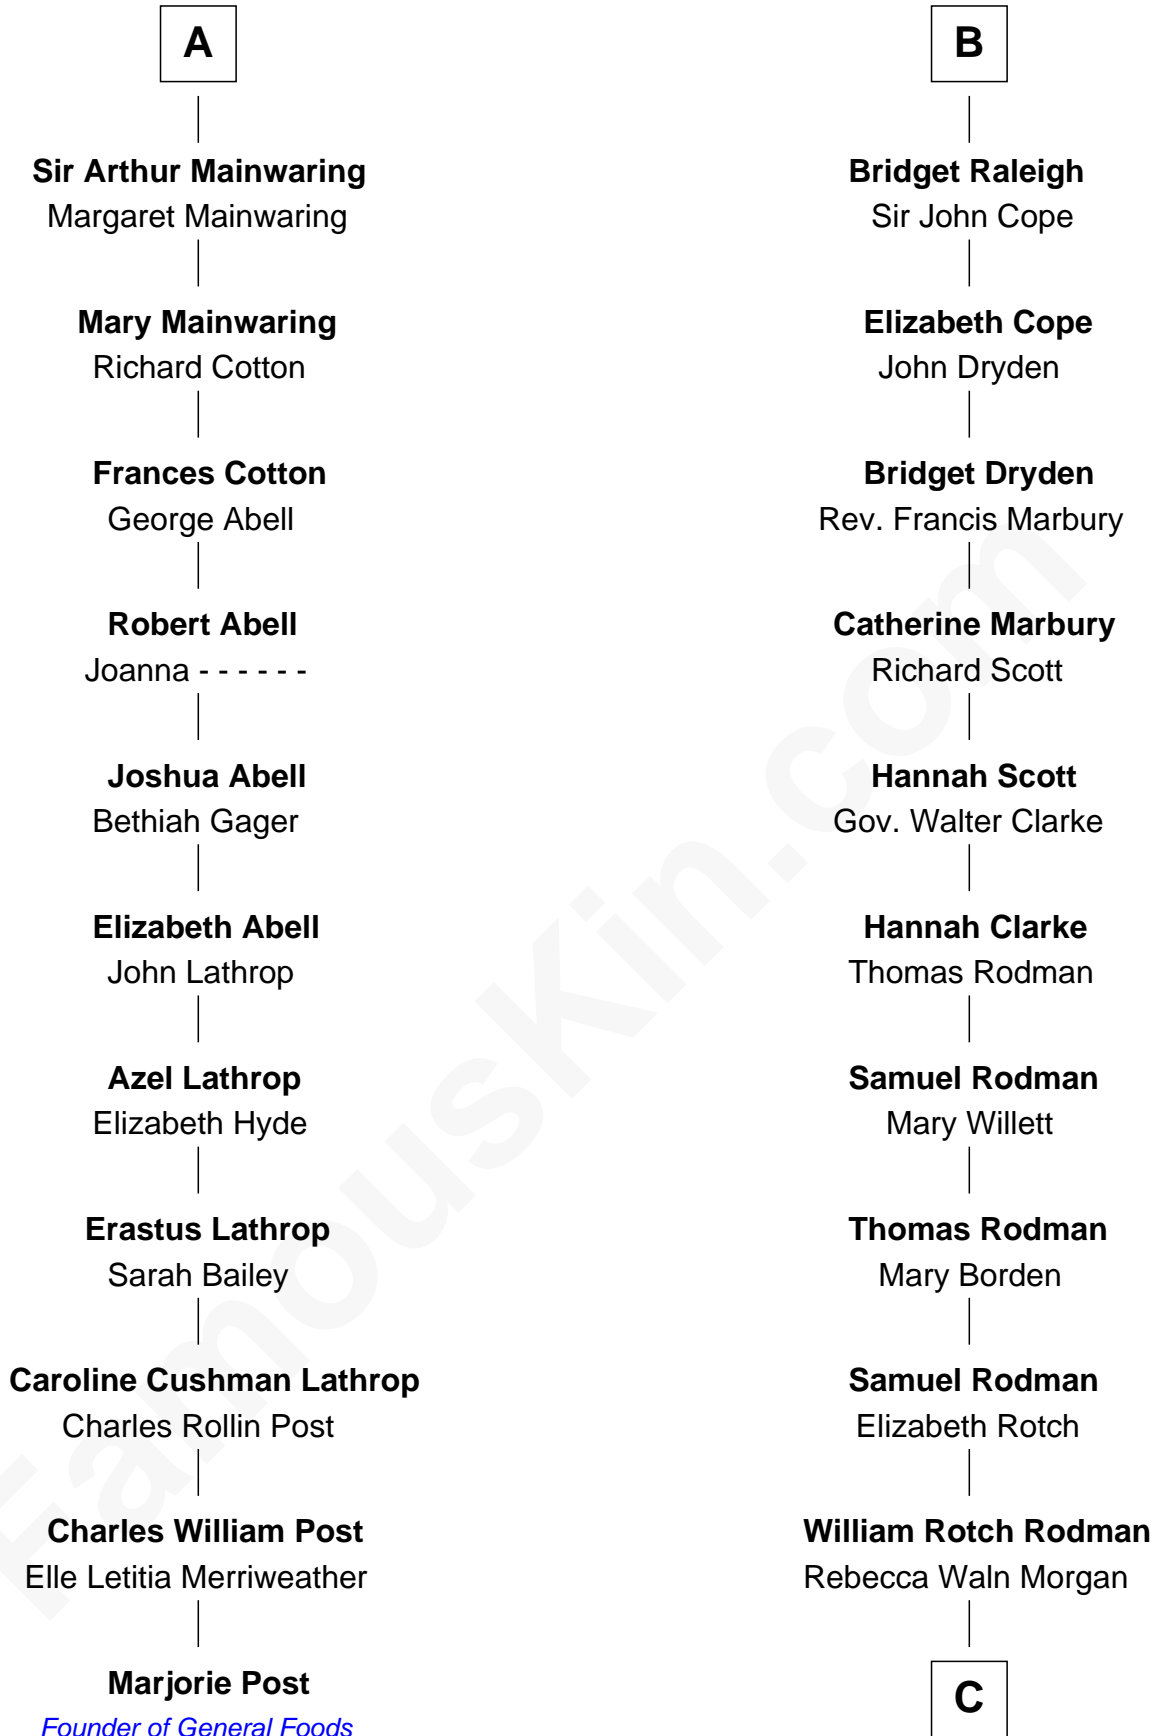 A
Sir Arthur Mainwaring
Margaret Mainwaring
Mary Mainwaring
Richard Cotton
Frances Cotton
George Abell
Robert Abell
Joanna - - - - - -
Joshua Abell
Bethiah Gager
Elizabeth Abell
John Lathrop
Azel Lathrop
Elizabeth Hyde
Erastus Lathrop
Sarah Bailey
Caroline Cushman Lathrop
Charles Rollin Post
Charles William Post
Elle Letitia Merriweather
Marjorie Post
Founder of General Foods
B
Bridget Raleigh
Sir John Cope
Elizabeth Cope
John Dryden
Bridget Dryden
Rev. Francis Marbury
Catherine Marbury
Richard Scott
Hannah Scott
Gov. Walter Clarke
Hannah Clarke
Thomas Rodman
Samuel Rodman
Mary Willett
Thomas Rodman
Mary Borden
Samuel Rodman
Elizabeth Rotch
William Rotch Rodman
Rebecca Waln Morgan
C
FamousKin.com